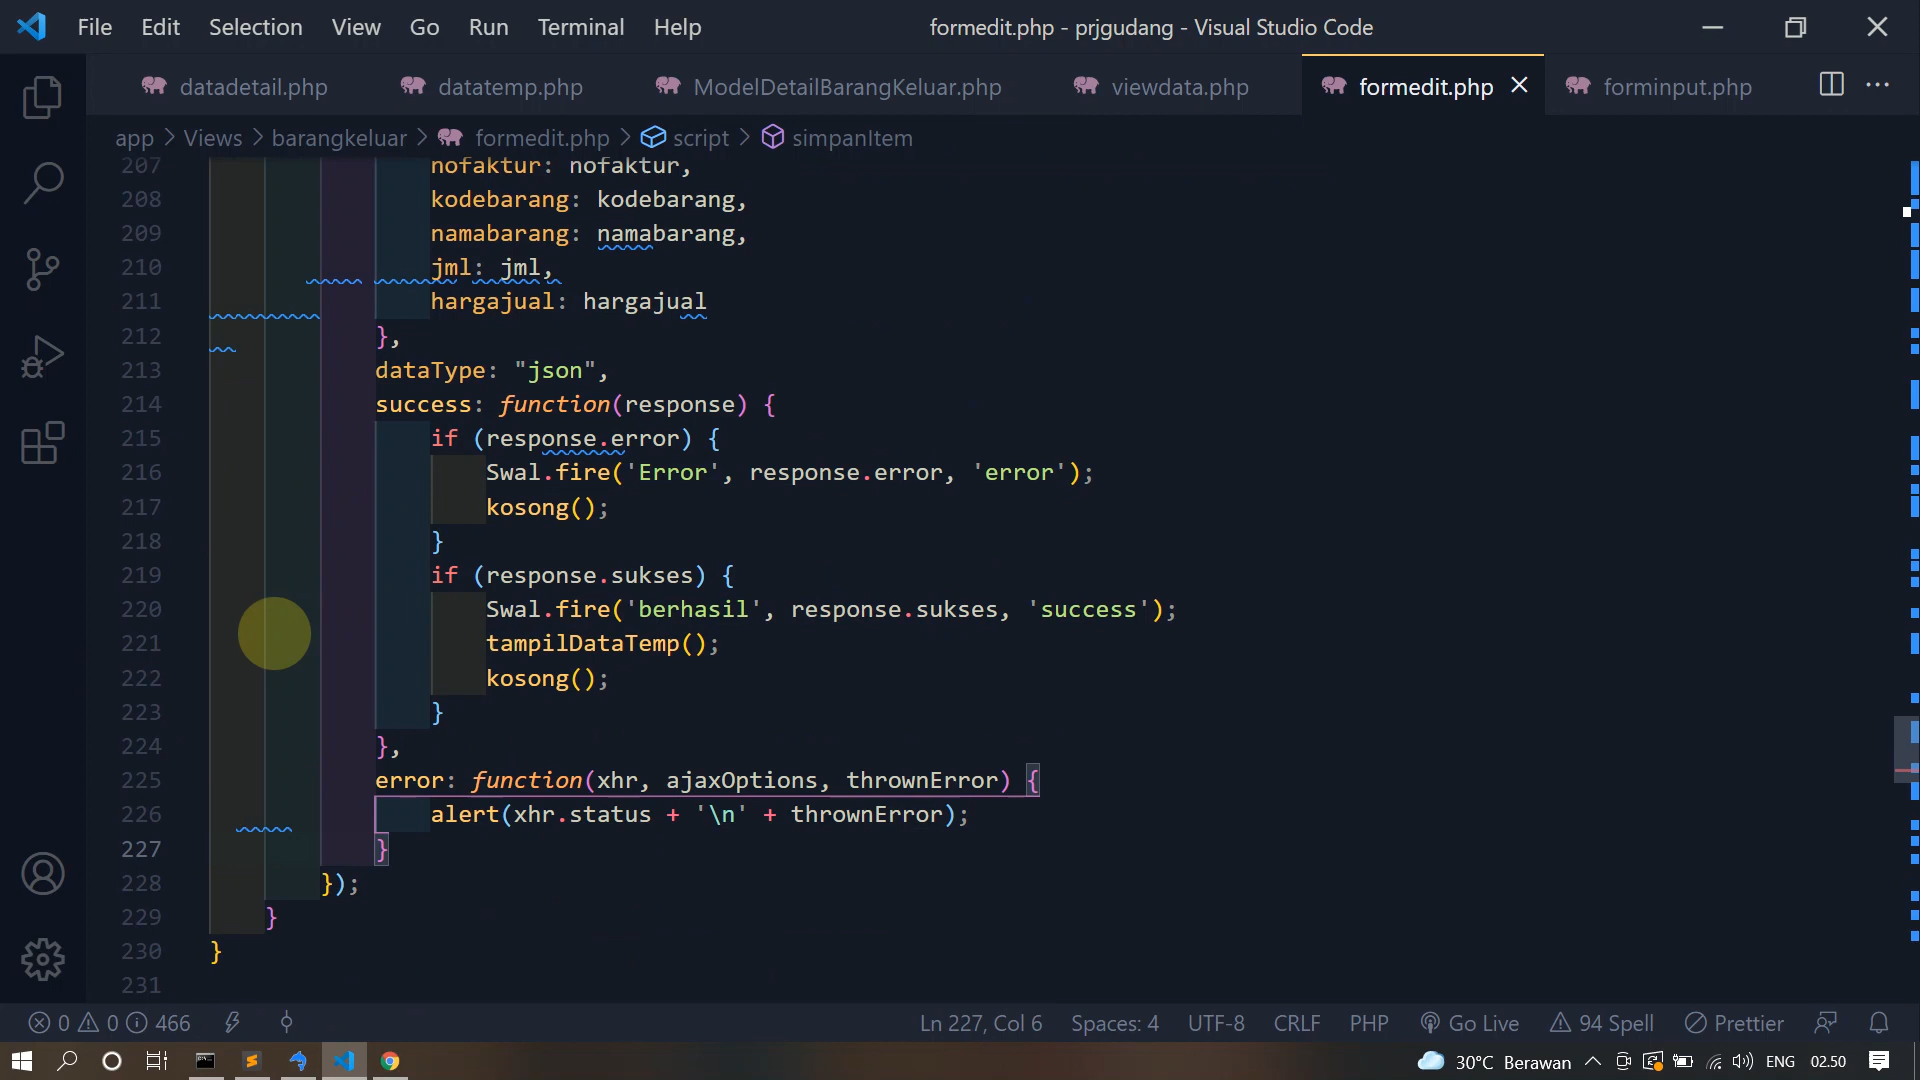 File Edit Selection View Go Run Terminal Help formedit.php - prjgudang - Visual Studio Code
datadetail.php datatemp.php ModelDetailBarangKeluar.php viewdata.php formedit.php forminput.php
app > Views > barangkeluar > formedit.php > script > simpanItem
207 nofaktur: nofaktur,
208 kodebarang: kodebarang,
209 namabarang: namabarang,
210 jml: jml,
211 hargajual: hargajual
212 },
213 dataType: "json",
214 success: function(response) {
215 if (response.error) {
216 Swal.fire('Error', response.error, 'error');
217 kosong();
218 }
219 if (response.sukses) {
220 Swal.fire('berhasil', response.sukses, 'success');
221 tampilDataTemp();
222 kosong();
223 }
224 },
225 error: function(xhr, ajaxOptions, thrownError) {
226 alert(xhr.status + '\n' + thrownError);
227 }
228 });
229 }
230 }
231
0 0 466 Ln 227, Col 6 Spaces: 4 UTF-8 CRLF PHP Go Live 94 Spell Prettier
30°C Berawan ENG 02.50